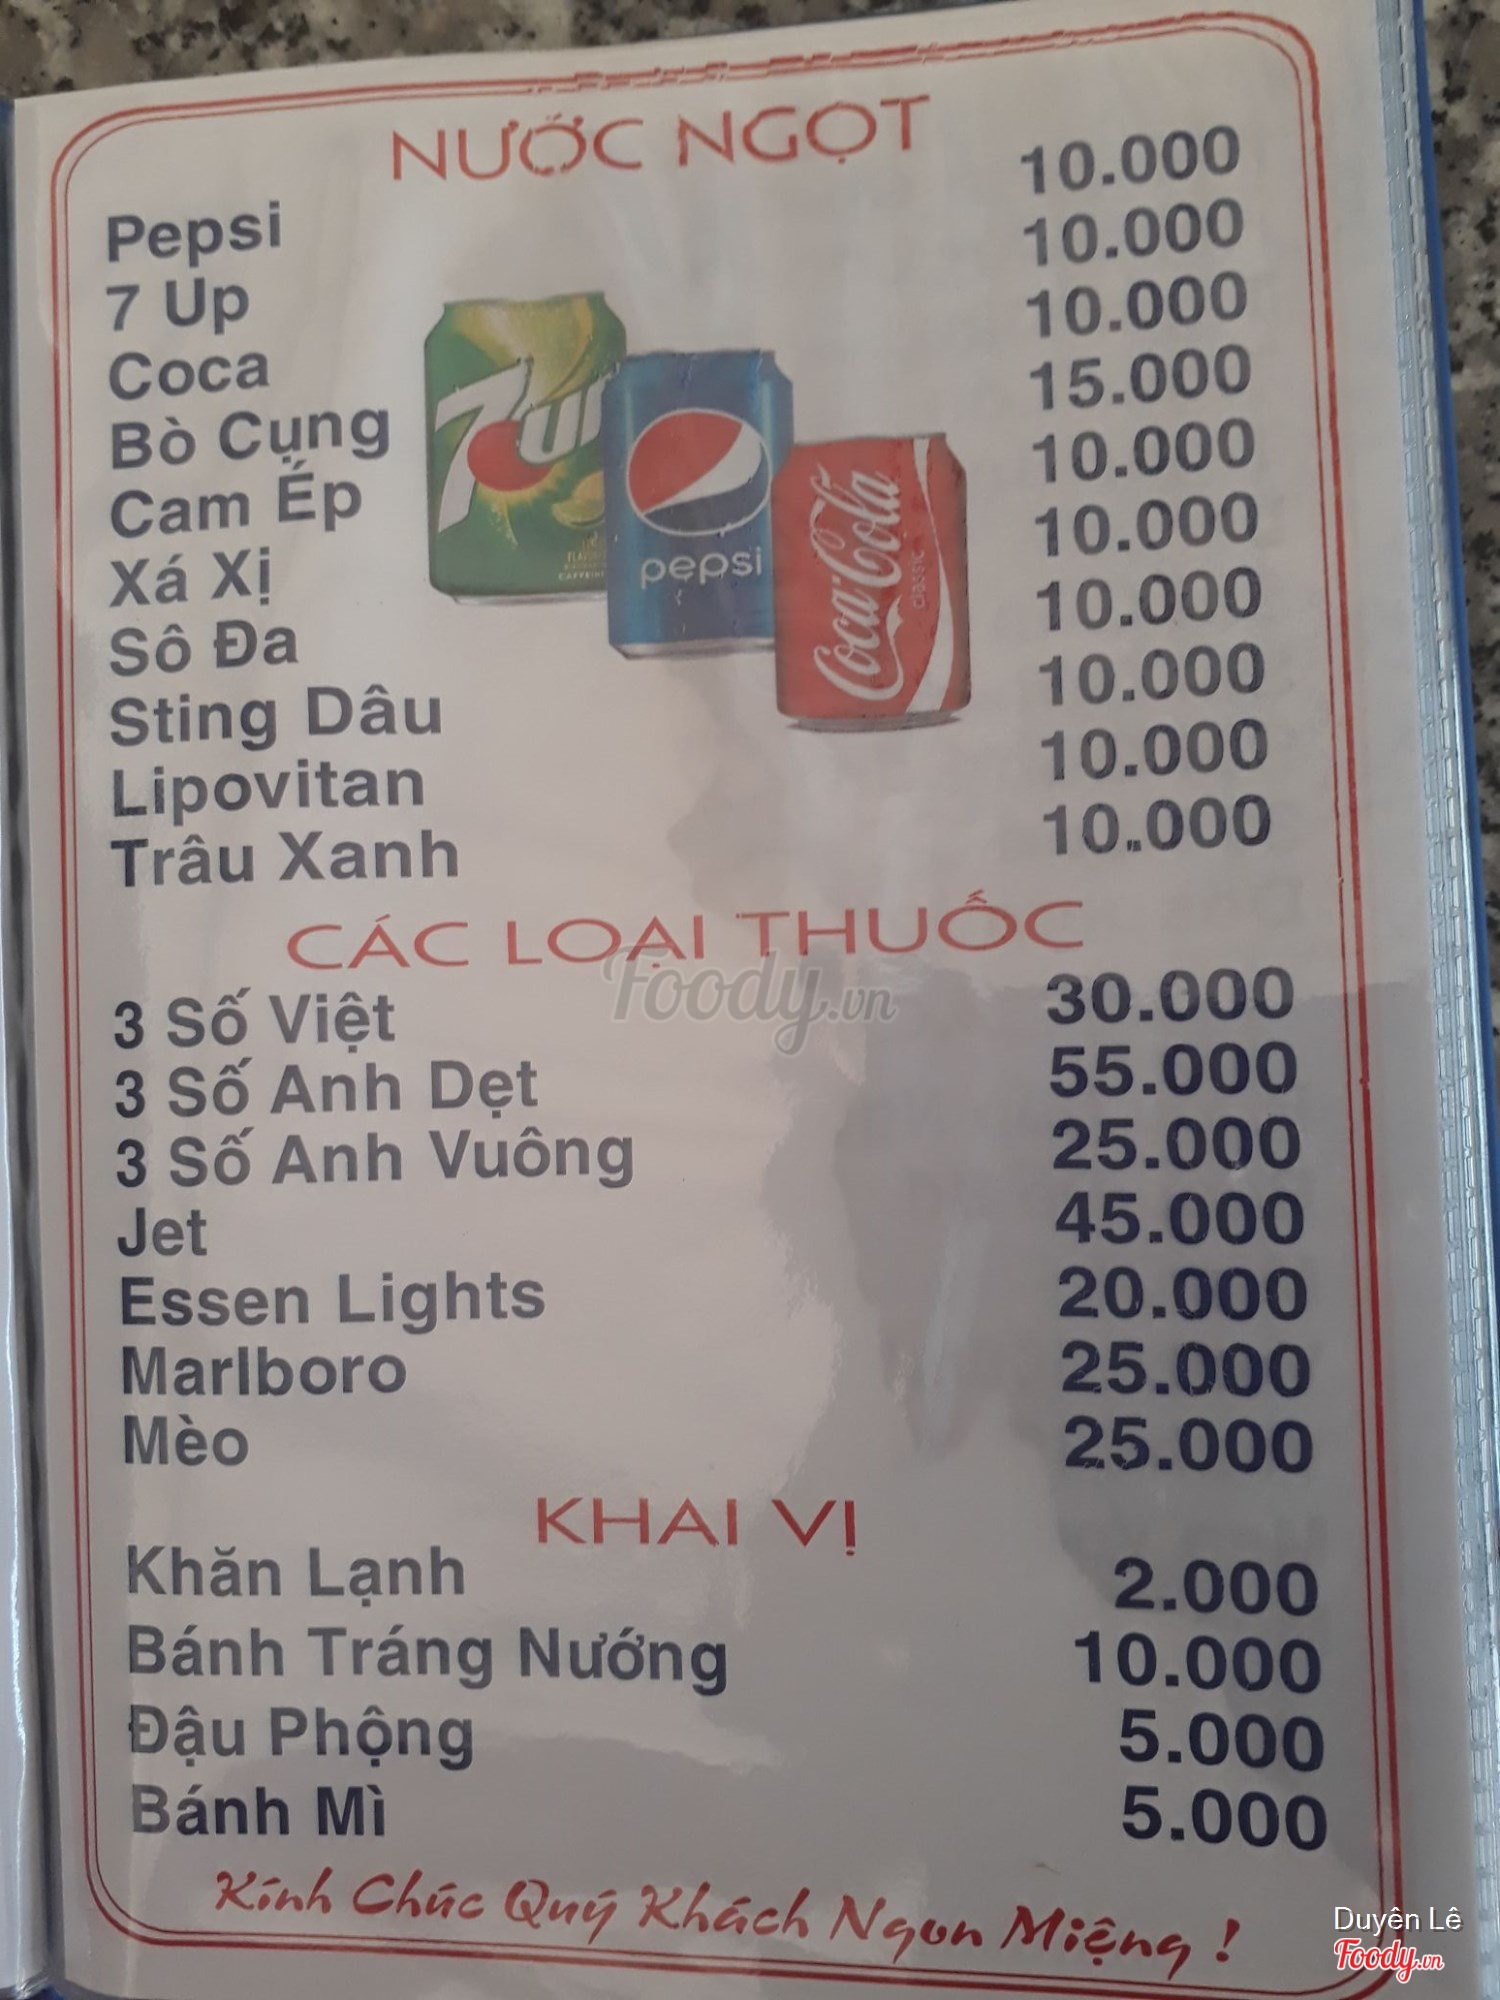 NƯỚC NGỌT
Pepsi 10.000
7 Up 10.000
Coca 10.000
Bò Cụng 15.000
Cam Ép 10.000
Xá Xị 10.000
Sô Đa 10.000
Sting Dâu 10.000
Lipovitan 10.000
Trâu Xanh 10.000
7UP
pepsi
Coca-Cola
classic
CÁC LOẠI THUỐC
Foody.vn
3 Số Việt 30.000
3 Số Anh Dẹt 55.000
3 Số Anh Vuông 25.000
Jet 45.000
Essen Lights 20.000
Marlboro 25.000
Mèo 25.000
KHAI VỊ
Khăn Lạnh 2.000
Bánh Tráng Nướng 10.000
Đậu Phộng 5.000
Bánh Mì 5.000
Kính Chúc Quý Khách Ngon Miệng !
Duyên Lê
Foody.vn